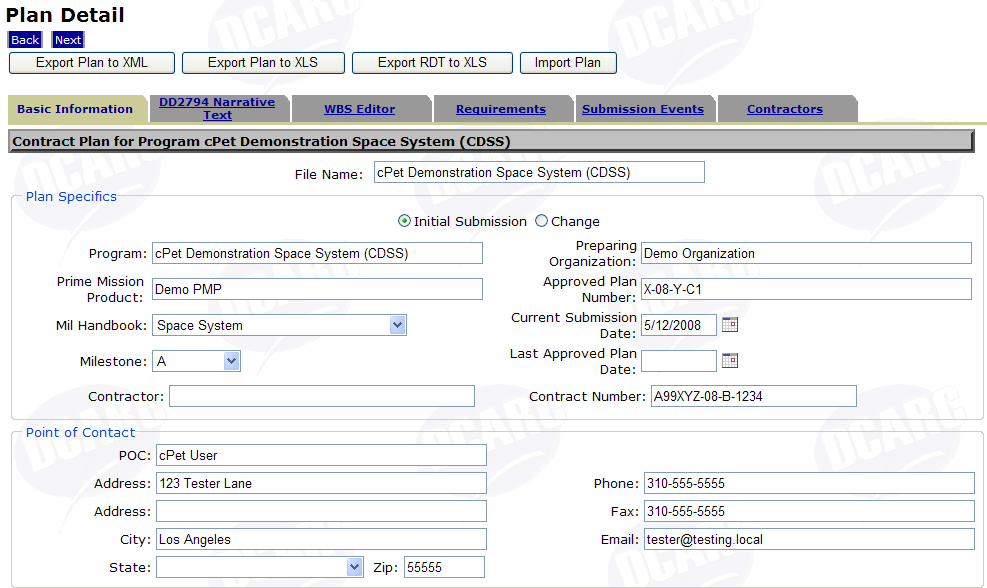 Plan Detail
Back Next
Export Plan to XML Export Plan to XLS Export RDT to XLS Import Plan
Basic Information DD2794 Narrative Text WBS Editor Requirements Submission Events Contractors
Contract Plan for Program cPet Demonstration Space System (CDSS)
File Name: cPet Demonstration Space System (CDSS)
Plan Specifics
Initial Submission Change
Program: cPet Demonstration Space System (CDSS) Preparing Organization: Demo Organization
Prime Mission Product: Demo PMP Approved Plan Number: X-08-Y-C1
Mil Handbook: Space System Current Submission Date: 5/12/2008
Milestone: A Last Approved Plan Date:
Contractor: Contract Number: A99XYZ-08-B-1234
Point of Contact
POC: cPet User
Address: 123 Tester Lane Phone: 310-555-5555
Address: Fax: 310-555-5555
City: Los Angeles Email: tester@testing.local
State: Zip: 55555
DCARC